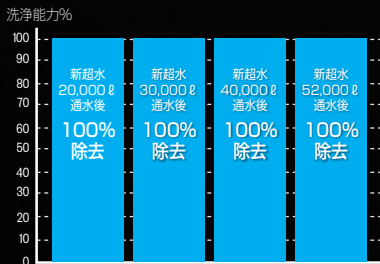 洗浄能力%
100
90
80
70
60
50
40
30
20
10
0
新超水
20,000ℓ
通水後
100%
除去
新超水
30,000ℓ
通水後
100%
除去
新超水
40,000ℓ
通水後
100%
除去
新超水
52,000ℓ
通水後
100%
除去